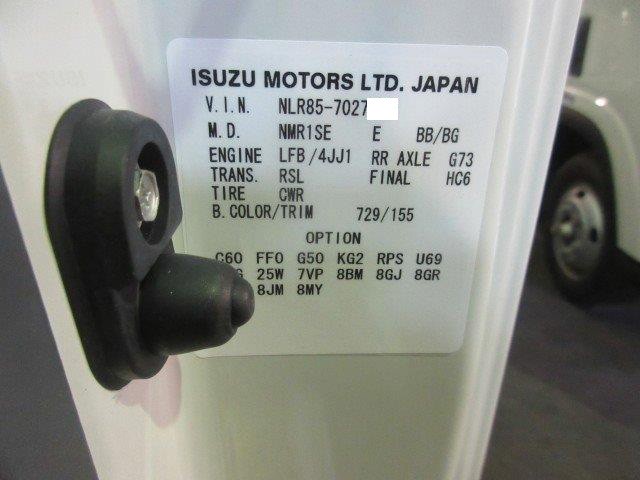 ISUZU MOTORS LTD. JAPAN
V.I.N. NLR85-7027
M.D. NMR1SE E BB/BG
ENGINE LFB/4JJ1 RR AXLE G73
TRANS. RSL FINAL HC6
TIRE CWR
B.COLOR/TRIM 729/155
OPTION
C60 FF0 G50 KG2 RPS U69
25W 7VP 8BM 8GJ 8GR
8JM 8MY